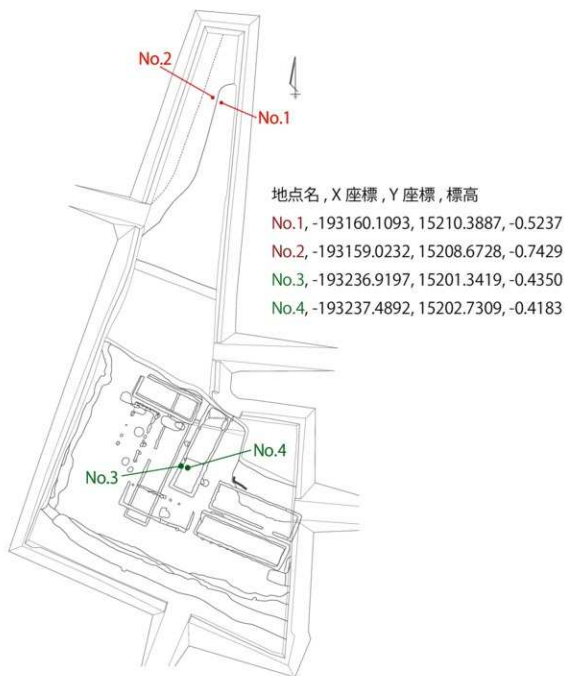 No.2
No.1
地点名 , X 座標 , Y 座標 , 標高
No.1, -193160.1093, 15210.3887, -0.5237
No.2, -193159.0232, 15208.6728, -0.7429
No.3, -193236.9197, 15201.3419, -0.4350
No.4, -193237.4892, 15202.7309, -0.4183
No.4
No.3